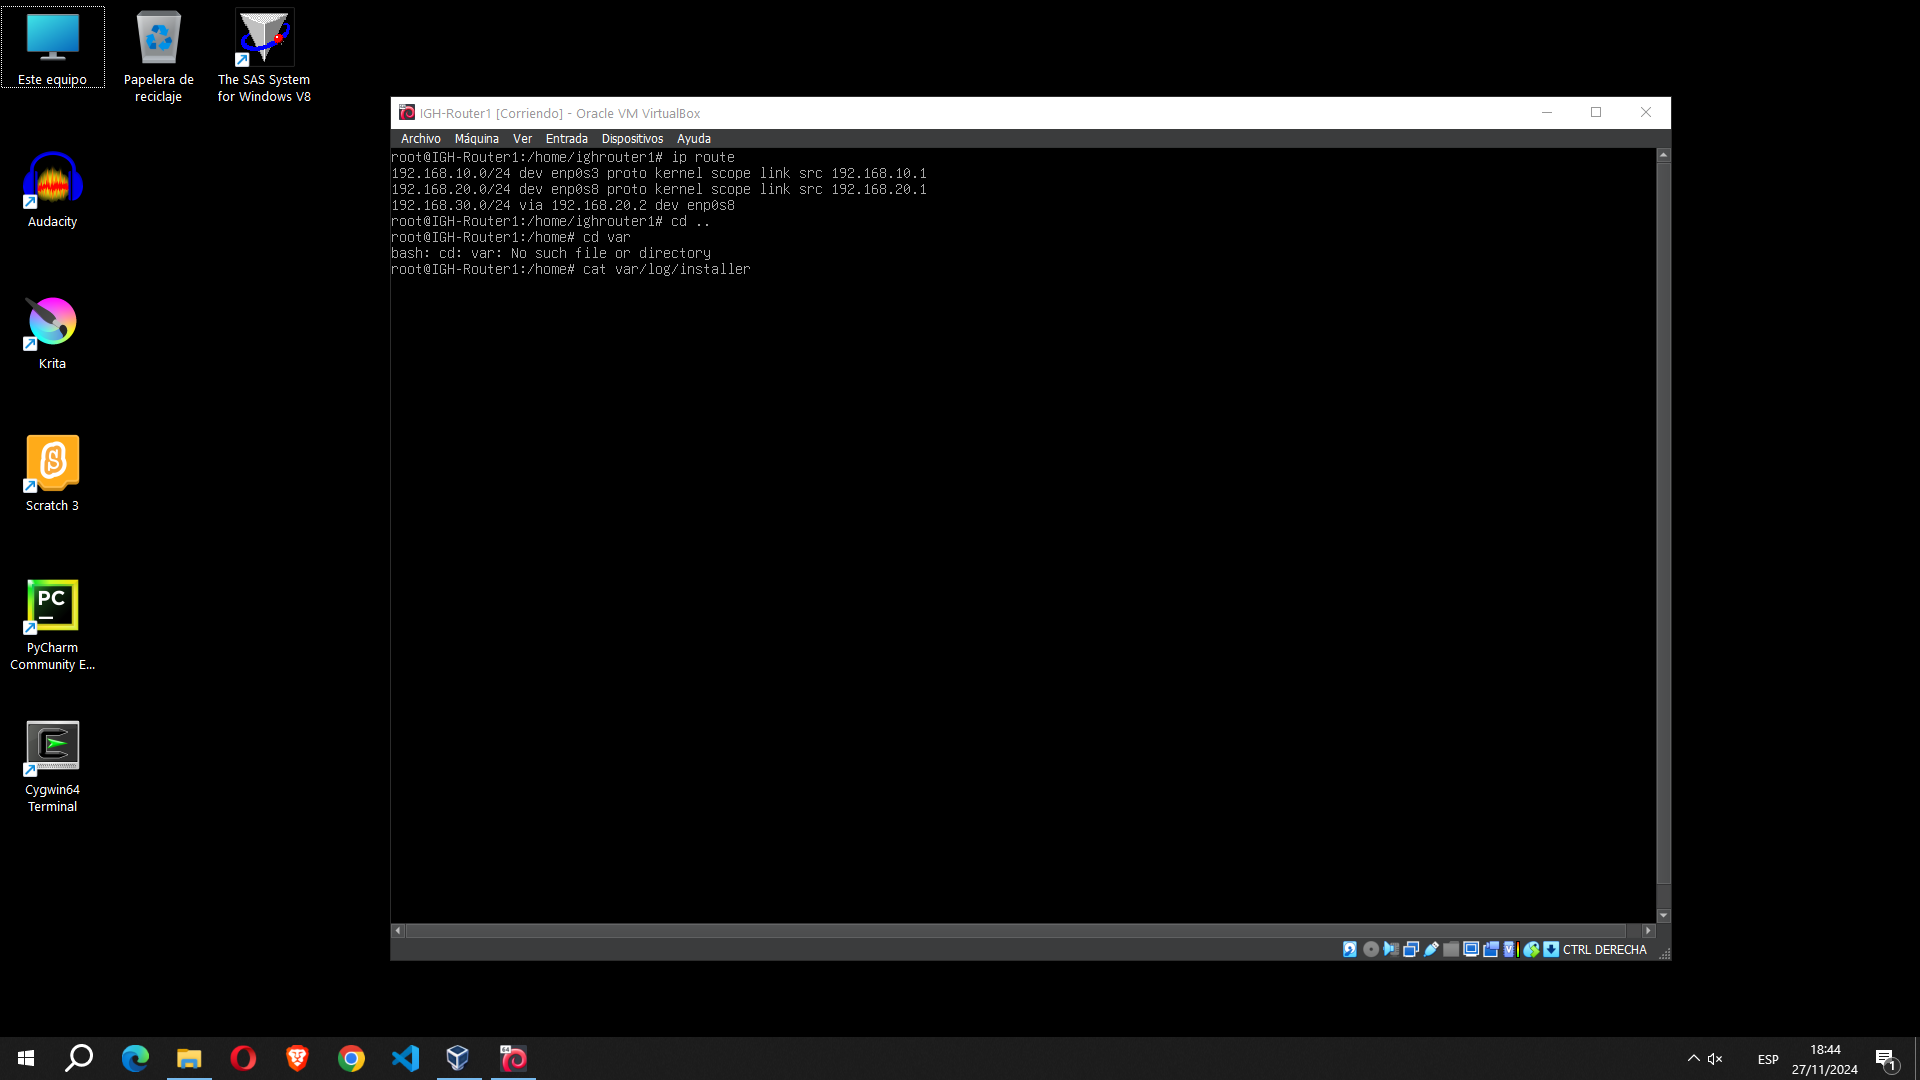 Este equipo
Papelera de
reciclaje
The SAS System
for Windows V8
Audacity
Krita
Scratch 3
PC
PyCharm
Community E...
Cygwin64
Terminal
IGH-Router1 [Corriendo] - Oracle VM VirtualBox
Archivo Máquina Ver Entrada Dispositivos Ayuda
root@IGH-Router1:/home/ighrouter1# ip route
192.168.10.0/24 dev enp0s3 proto kernel scope link src 192.168.10.1
192.168.20.0/24 dev enp0s8 proto kernel scope link src 192.168.20.1
192.168.30.0/24 via 192.168.20.2 dev enp0s8
root@IGH-Router1:/home/ighrouter1# cd ..
root@IGH-Router1:/home# cd var
bash: cd: var: No such file or directory
root@IGH-Router1:/home# cat var/log/installer
CTRL DERECHA
ESP
18:44
27/11/2024
1